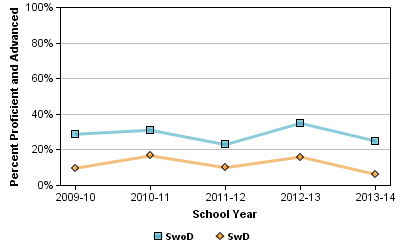 Percent Proficient and Advanced
100%
80%
60%
40%
20%
0%
2009-10 2010-11 2011-12 2012-13 2013-14
School Year
SwoD SwD